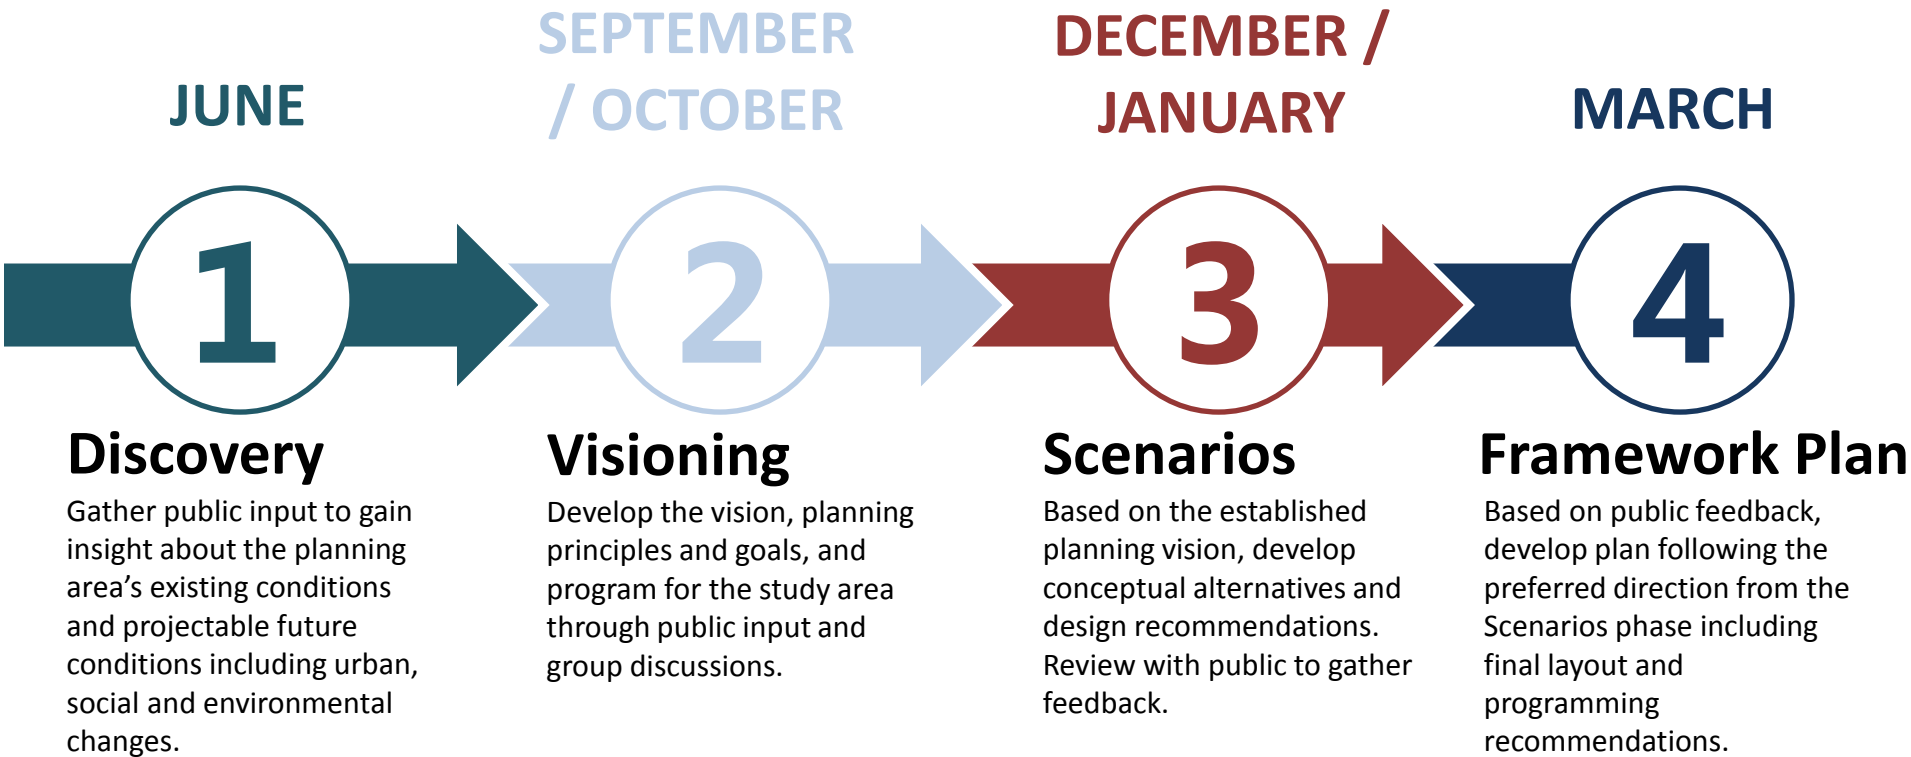 JUNE
SEPTEMBER
/ OCTOBER
DECEMBER /
JANUARY
MARCH
1
2
3
4
Discovery
Gather public input to gain
insight about the planning
area’s existing conditions
and projectable future
conditions including urban,
social and environmental
changes.
Visioning
Develop the vision, planning
principles and goals, and
program for the study area
through public input and
group discussions.
Scenarios
Based on the established
planning vision, develop
conceptual alternatives and
design recommendations.
Review with public to gather
feedback.
Framework Plan
Based on public feedback,
develop plan following the
preferred direction from the
Scenarios phase including
final layout and
programming
recommendations.